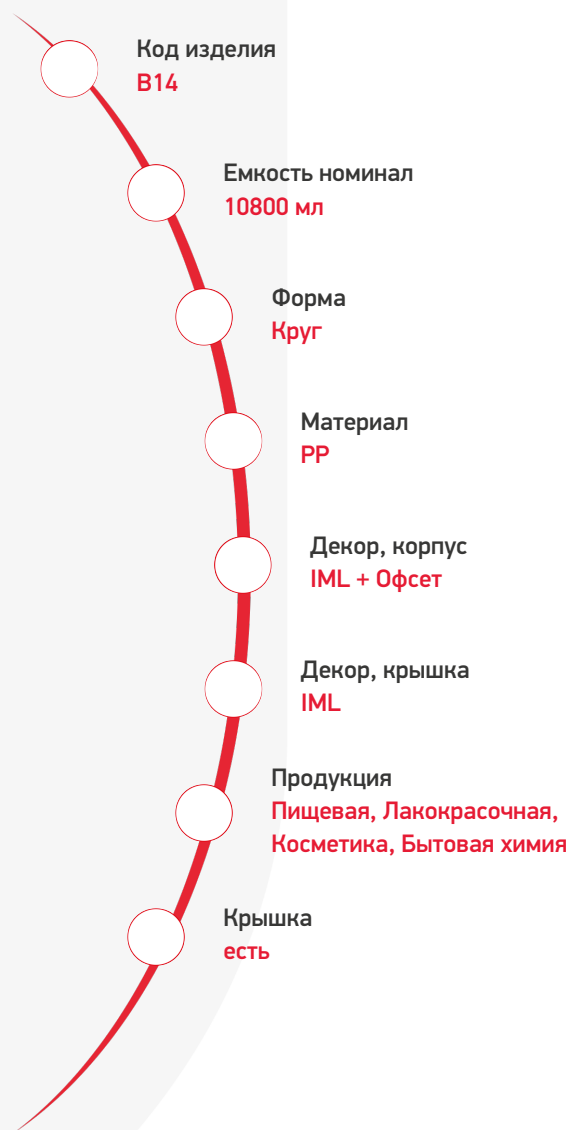 Код изделия
B14
Емкость номинал
10800 мл
Форма
Круг
Материал
PP
Декор, корпус
IML + Офсет
Декор, крышка
IML
Продукция
Пищевая, Лакокрасочная,
Косметика, Бытовая химия
Крышка
есть